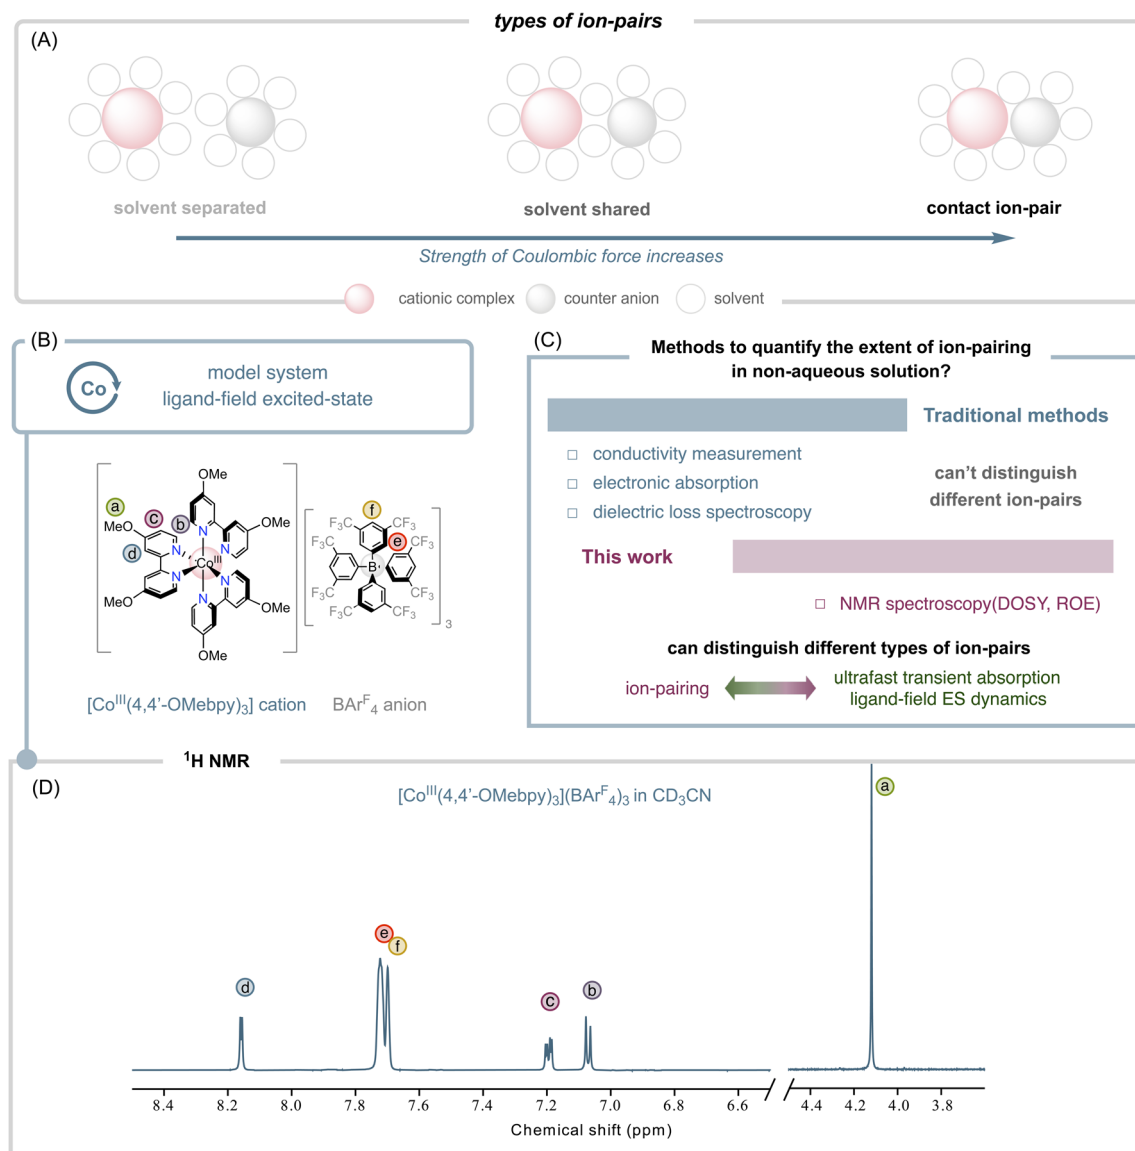 types of ion-pairs
(A)
solvent separated
solvent shared
contact ion-pair
Strength of Coulombic force increases
cationic complex
counter anion
solvent
(B)
Co
model system
ligand-field excited-state
OMe
a
c
b
MeO
OMe
d
N
N
N
Co
III
N
N
N
MeO
OMe
OMe
f
F₃C
CF₃
e
F₃C
CF₃
B
F₃C
CF₃
F₃C
CF₃
3
[Coᴵᴵᴵ(4,4'-OMebpy)₃] cation
BArᶠ₄ anion
(C)
Methods to quantify the extent of ion-pairing
in non-aqueous solution?
Traditional methods
□ conductivity measurement
□ electronic absorption
□ dielectric loss spectroscopy
can't distinguish
different ion-pairs
This work
□ NMR spectroscopy(DOSY, ROE)
can distinguish different types of ion-pairs
ion-pairing
ultrafast transient absorption
ligand-field ES dynamics
¹H NMR
(D)
[Coᴵᴵᴵ(4,4'-OMebpy)₃](BArᶠ₄)₃ in CD₃CN
a
e
f
d
c
b
8.4 8.2 8.0 7.8 7.6 7.4 7.2 7.0 6.8 6.6 4.4 4.2 4.0 3.8
Chemical shift (ppm)